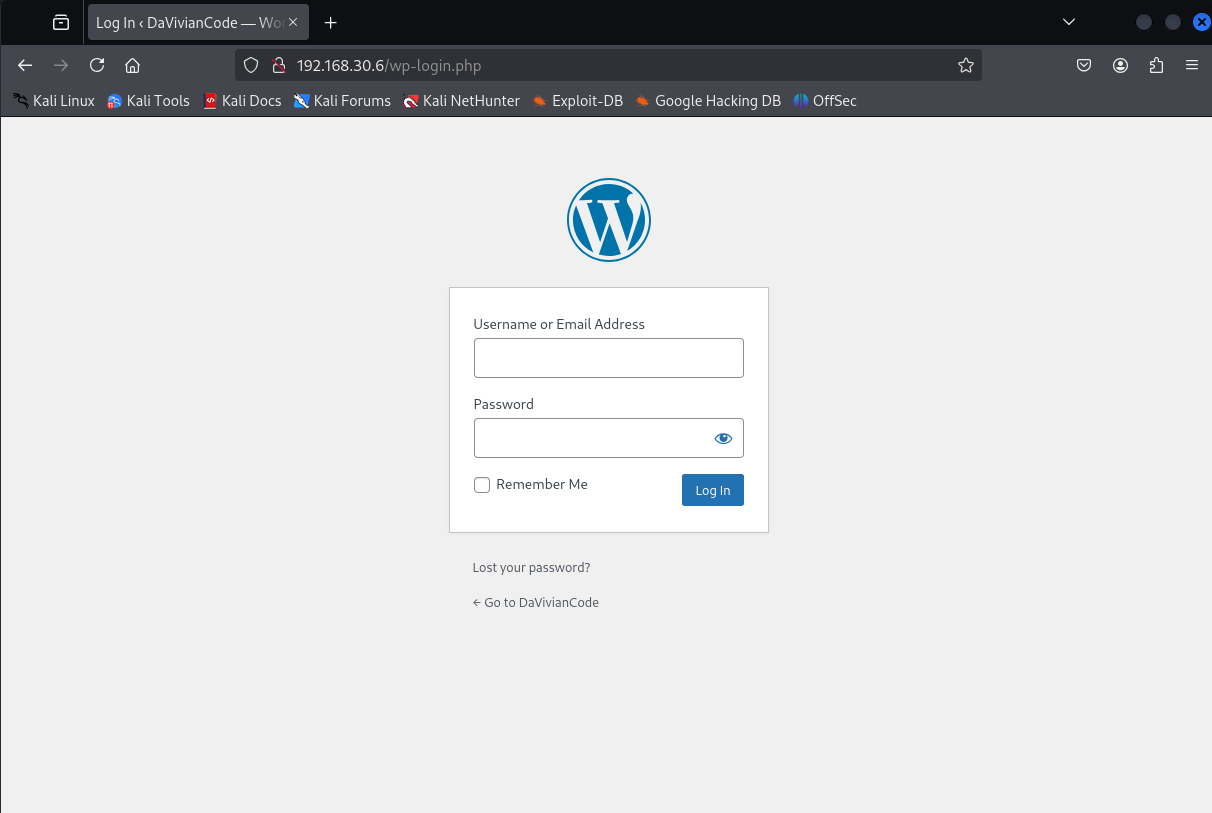 Log In ‹ DaVivianCode — Wor
192.168.30.6/wp-login.php
Kali Linux Kali Tools Kali Docs Kali Forums Kali NetHunter Exploit-DB Google Hacking DB OffSec
Username or Email Address
Password
Remember Me Log In
Lost your password?
← Go to DaVivianCode